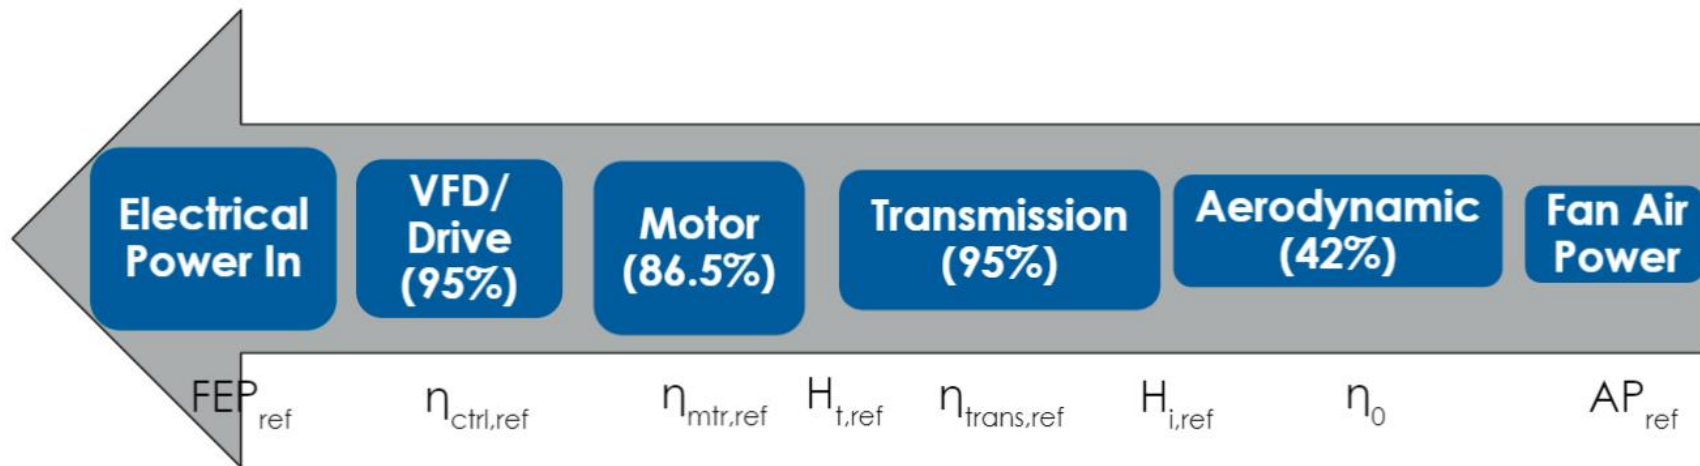 Electrical
Power In
VFD/
Drive
(95%)
Motor
(86.5%)
Transmission
(95%)
Aerodynamic
(42%)
Fan Air
Power
FEPref
ηctrl,ref
ηmtr,ref
Ht,ref
ηtrans,ref
Hi,ref
η0
APref